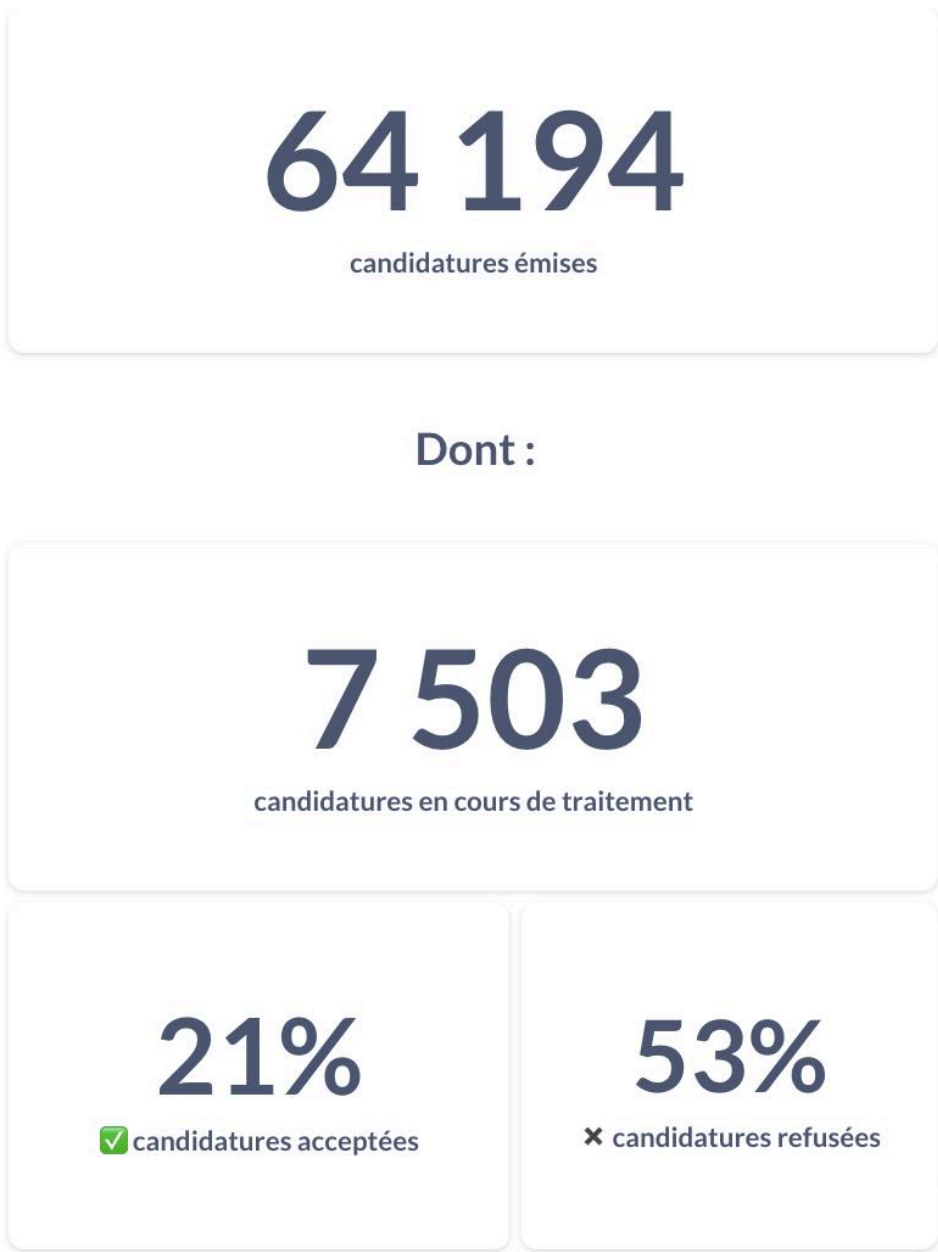 64 194
candidatures émises
Dont :
7 503
candidatures en cours de traitement
21%
✅ candidatures acceptées
53%
✖ candidatures refusées